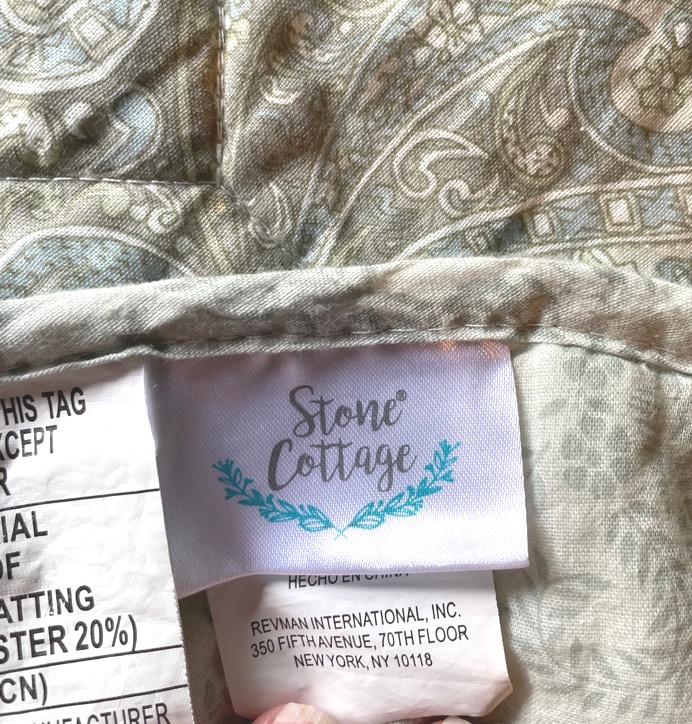 HIS TAG
XCEPT
R
IAL
OF
ATTING
STER 20%)
(CN)
NUFACTURER
Stone®
Cottage
HECHO EN CHINA
REVMAN INTERNATIONAL, INC.
350 FIFTH AVENUE, 70TH FLOOR
NEW YORK, NY 10118